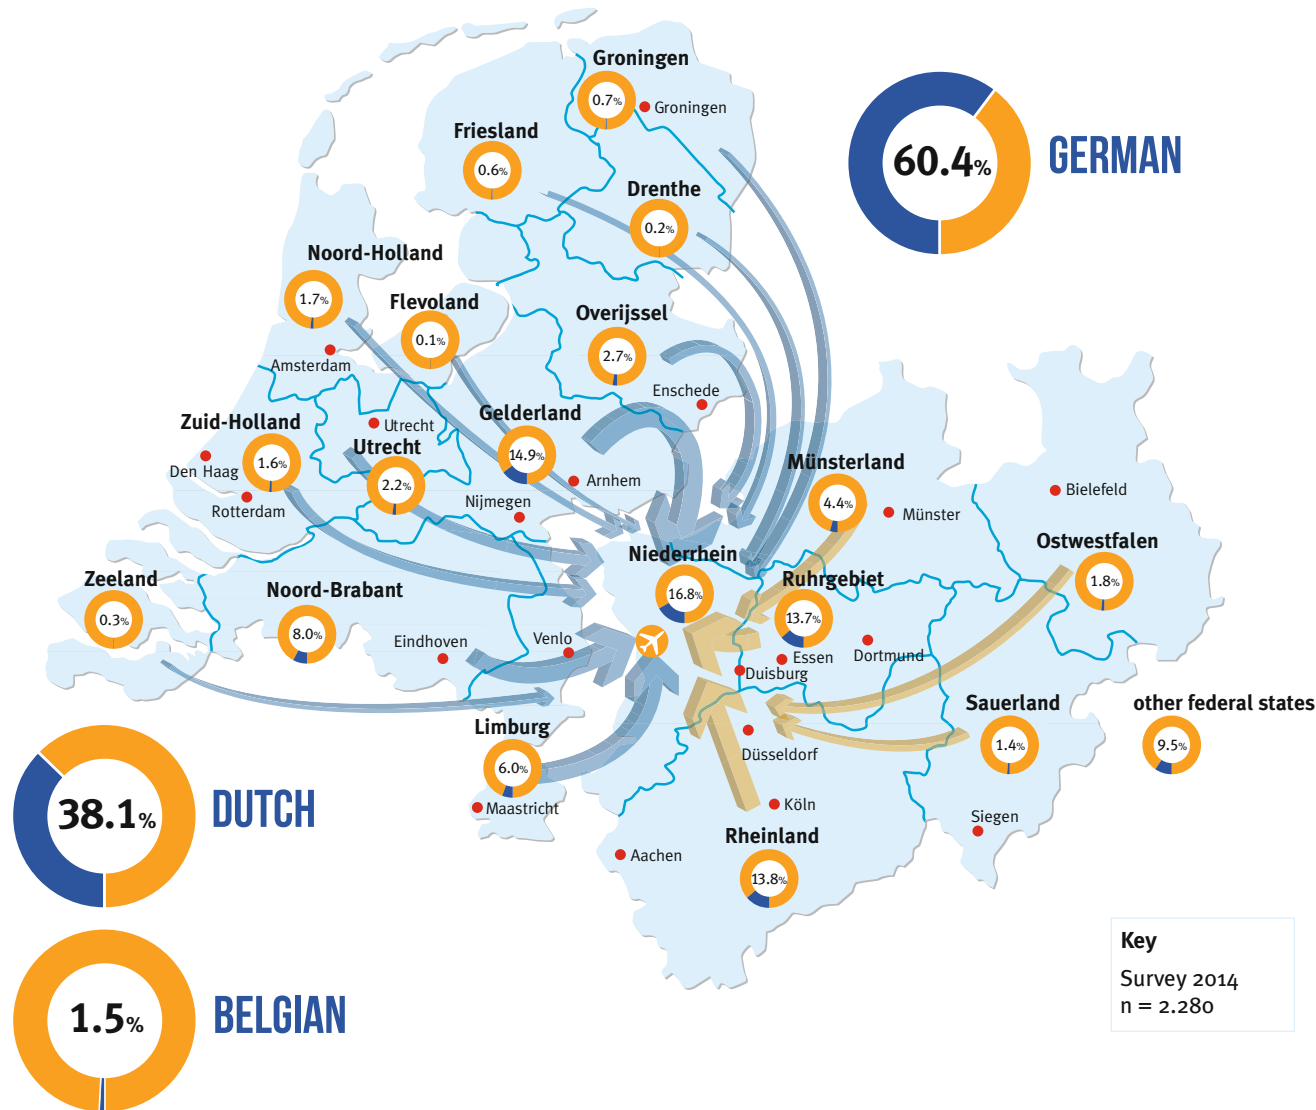 Groningen
0.7%
Groningen
Friesland
0.6%
Drenthe
0.2%
60.4%
GERMAN
Noord-Holland
1.7%
Amsterdam
Flevoland
0.1%
Overijssel
2.7%
Enschede
Zuid-Holland
1.6%
Den Haag
Rotterdam
Utrecht
Utrecht
2.2%
Gelderland
14.9%
Arnhem
Nijmegen
Münsterland
4.4%
Münster
Bielefeld
Ostwestfalen
1.8%
Niederrhein
16.8%
Ruhrgebiet
13.7%
Essen
Dortmund
Duisburg
Zeeland
0.3%
Noord-Brabant
8.0%
Eindhoven
Venlo
Limburg
6.0%
Maastricht
Düsseldorf
Sauerland
1.4%
other federal states
9.5%
Köln
Siegen
Rheinland
13.8%
Aachen
38.1%
DUTCH
1.5%
BELGIAN
Key
Survey 2014
n = 2.280